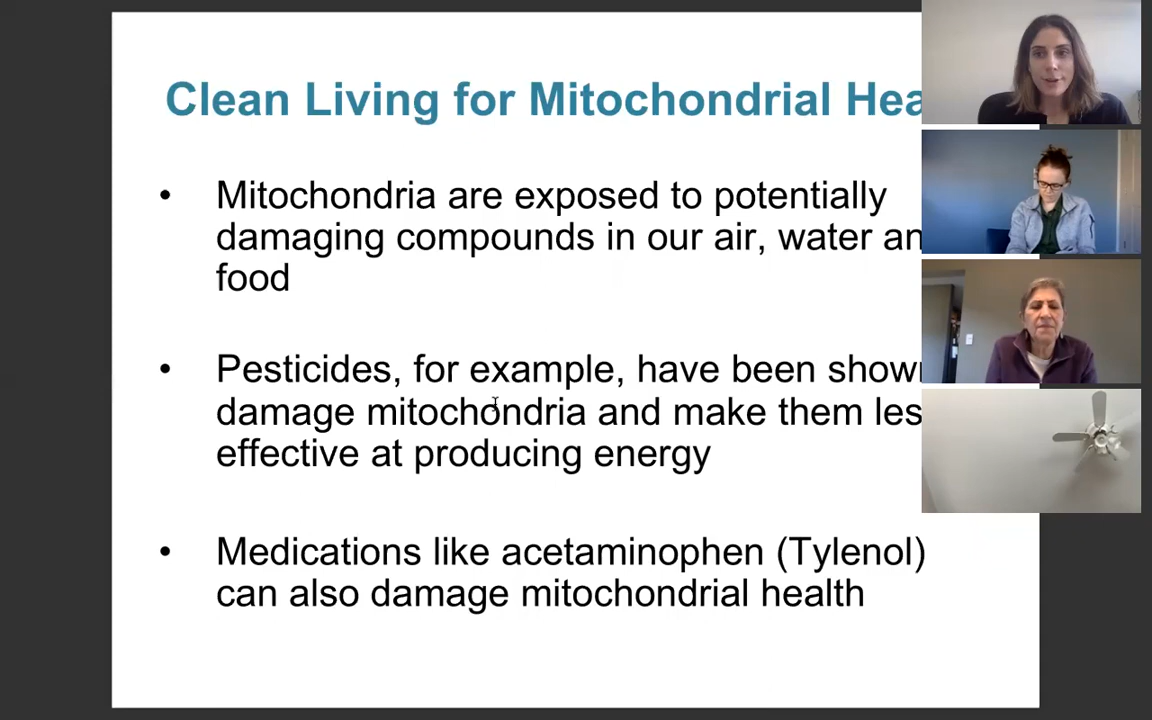 Clean Living for Mitochondrial Hea
• Mitochondria are exposed to potentially
damaging compounds in our air, water an
food
• Pesticides, for example, have been shown
damage mitochondria and make them les
effective at producing energy
• Medications like acetaminophen (Tylenol)
can also damage mitochondrial health